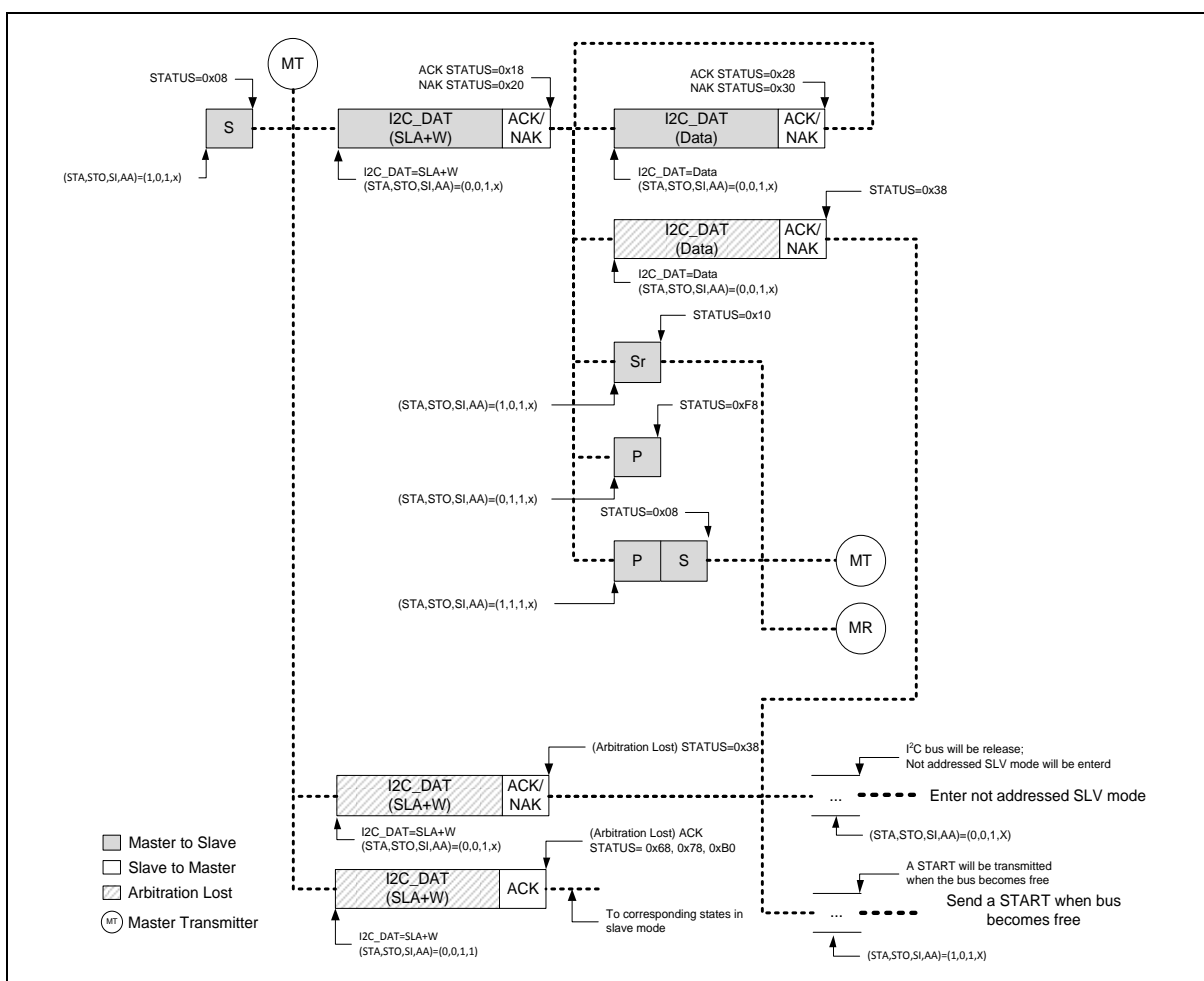 MT
STATUS=0x08
ACK STATUS=0x18
NAK STATUS=0x20
ACK STATUS=0x28
NAK STATUS=0x30
S
I2C_DAT
(SLA+W)
ACK/
NAK
I2C_DAT
(Data)
ACK/
NAK
(STA,STO,SI,AA)=(1,0,1,x)
I2C_DAT=SLA+W
(STA,STO,SI,AA)=(0,0,1,x)
I2C_DAT=Data
(STA,STO,SI,AA)=(0,0,1,x)
STATUS=0x38
I2C_DAT
(Data)
ACK/
NAK
I2C_DAT=Data
(STA,STO,SI,AA)=(0,0,1,x)
STATUS=0x10
Sr
(STA,STO,SI,AA)=(1,0,1,x)
STATUS=0xF8
P
(STA,STO,SI,AA)=(0,1,1,x)
STATUS=0x08
P
S
MT
(STA,STO,SI,AA)=(1,1,1,x)
MR
(Arbitration Lost) STATUS=0x38
I²C bus will be release;
Not addressed SLV mode will be enterd
I2C_DAT
(SLA+W)
ACK/
NAK
...
Enter not addressed SLV mode
I2C_DAT=SLA+W
(STA,STO,SI,AA)=(0,0,1,x)
(STA,STO,SI,AA)=(0,0,1,X)
Master to Slave
Slave to Master
Arbitration Lost
MT
Master Transmitter
(Arbitration Lost) ACK
STATUS= 0x68, 0x78, 0xB0
I2C_DAT
(SLA+W)
ACK
To corresponding states in
slave mode
I2C_DAT=SLA+W
(STA,STO,SI,AA)=(0,0,1,1)
A START will be transmitted
when the bus becomes free
...
Send a START when bus
becomes free
(STA,STO,SI,AA)=(1,0,1,X)